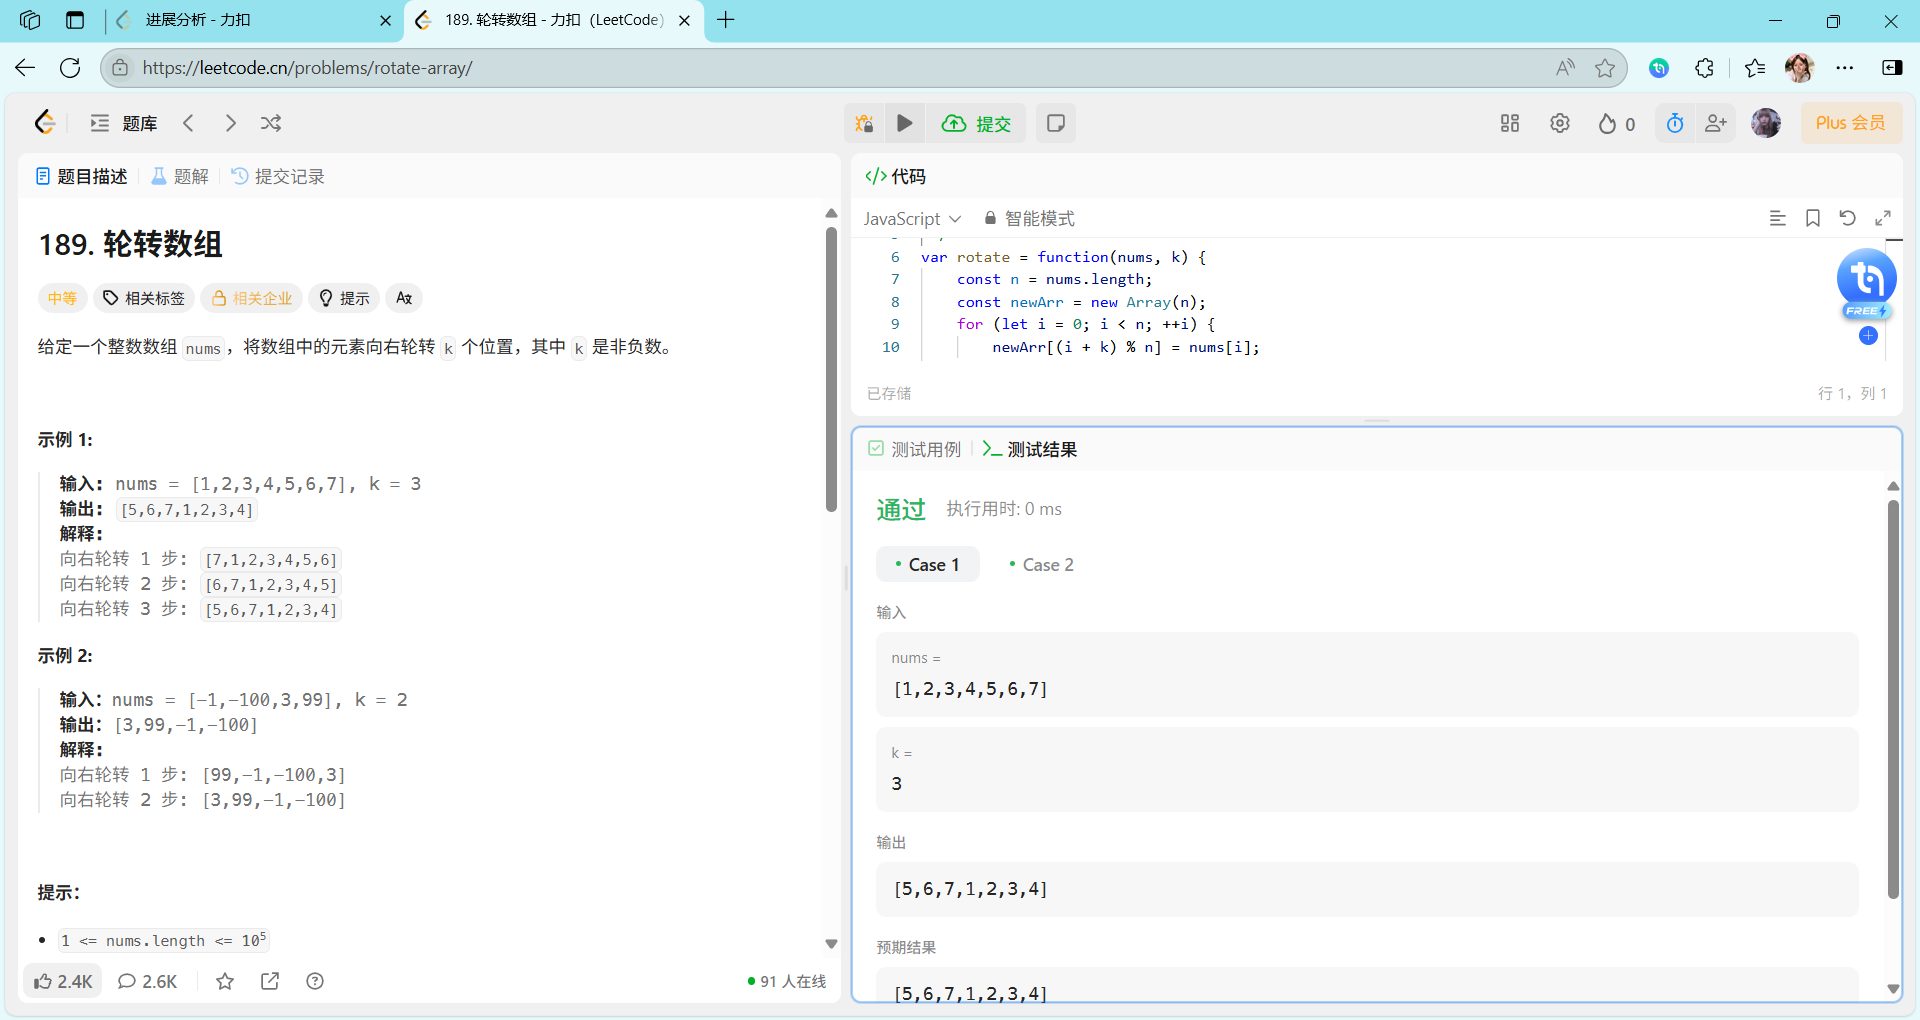 进展分析 - 力扣
189. 轮转数组 - 力扣（LeetCode）
https://leetcode.cn/problems/rotate-array/
题库
提交
0
Plus 会员
题目描述
题解
提交记录
189. 轮转数组
中等
相关标签
相关企业
提示
给定一个整数数组 nums，将数组中的元素向右轮转 k 个位置，其中 k 是非负数。
示例 1:
输入: nums = [1,2,3,4,5,6,7], k = 3
输出: [5,6,7,1,2,3,4]
解释:
向右轮转 1 步: [7,1,2,3,4,5,6]
向右轮转 2 步: [6,7,1,2,3,4,5]
向右轮转 3 步: [5,6,7,1,2,3,4]
示例 2:
输入：nums = [-1,-100,3,99], k = 2
输出：[3,99,-1,-100]
解释:
向右轮转 1 步: [99,-1,-100,3]
向右轮转 2 步: [3,99,-1,-100]
提示：
1 <= nums.length <= 10⁵
2.4K
2.6K
91 人在线
</> 代码
JavaScript
智能模式
6 var rotate = function(nums, k) {
7 const n = nums.length;
8 const newArr = new Array(n);
9 for (let i = 0; i < n; ++i) {
10 newArr[(i + k) % n] = nums[i];
FREE
已存储
行 1，列 1
测试用例
测试结果
通过
执行用时: 0 ms
Case 1
Case 2
输入
nums =
[1,2,3,4,5,6,7]
k =
3
输出
[5,6,7,1,2,3,4]
预期结果
[5,6,7,1,2,3,4]